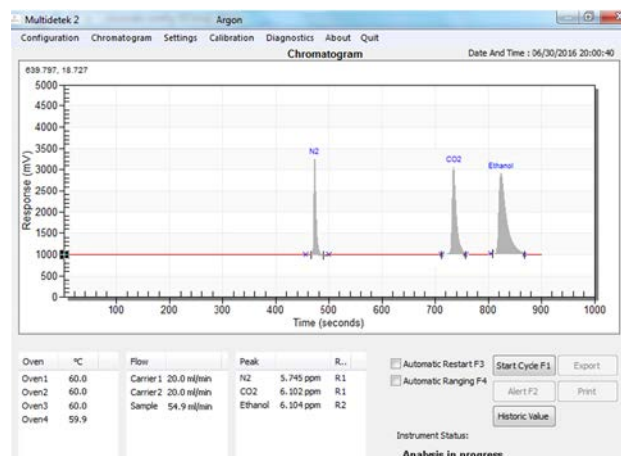 Multidetek 2 Argon
Configuration Chromatogram Settings Calibration Diagnostics About Quit
Chromatogram Date And Time : 06/30/2016 20:00:40
639.797, 18.727
5000
4500
4000
3500
3000
2500
2000
1500
1000
500
0
Response (mV)
N2
CO2
Ethanol
100 200 300 400 500 600 700 800 900 1000
Time (seconds)
Oven °C
Oven1 60.0
Oven2 60.0
Oven3 60.0
Oven4 59.9
Flow
Carrier1 20.0 ml/min
Carrier2 20.0 ml/min
Sample 54.9 ml/min
Peak R..
N2 5.745 ppm R1
CO2 6.102 ppm R1
Ethanol 6.104 ppm R2
Automatic Restart F3
Automatic Ranging F4
Start Cycle F1
Export
Alert F2
Print
Historic Value
Instrument Status:
Analysis in progress